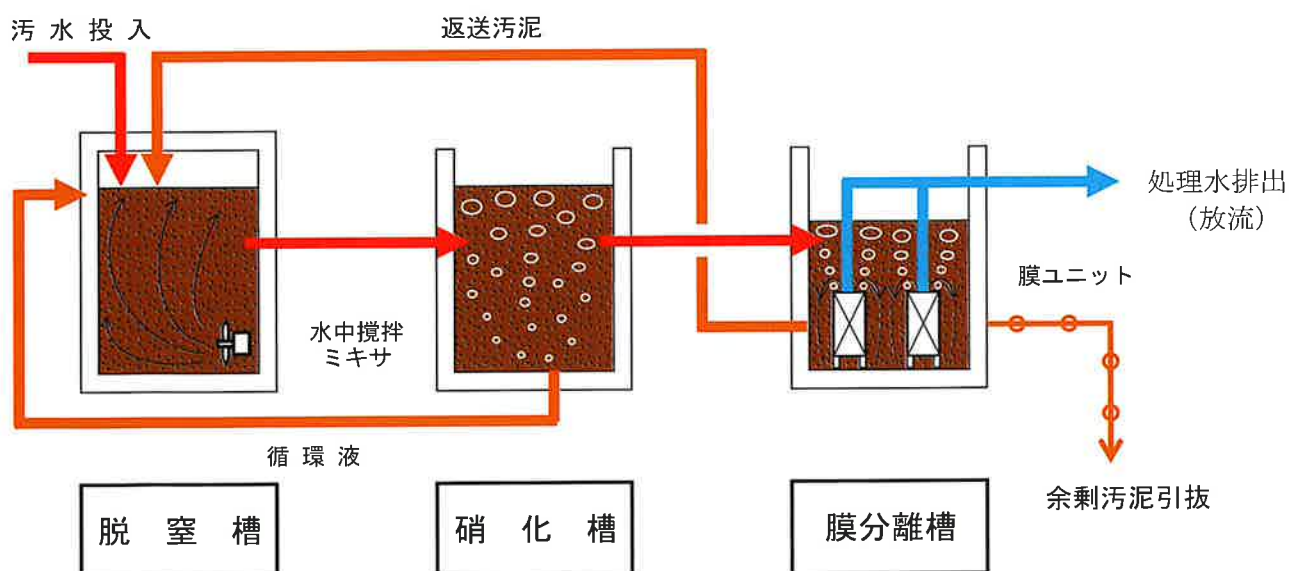 汚水投入
返送汚泥
処理水排出
（放流）
膜ユニット
水中撹拌
ミキサ
循環液
余剰汚泥引抜
脱窒槽
硝化槽
膜分離槽